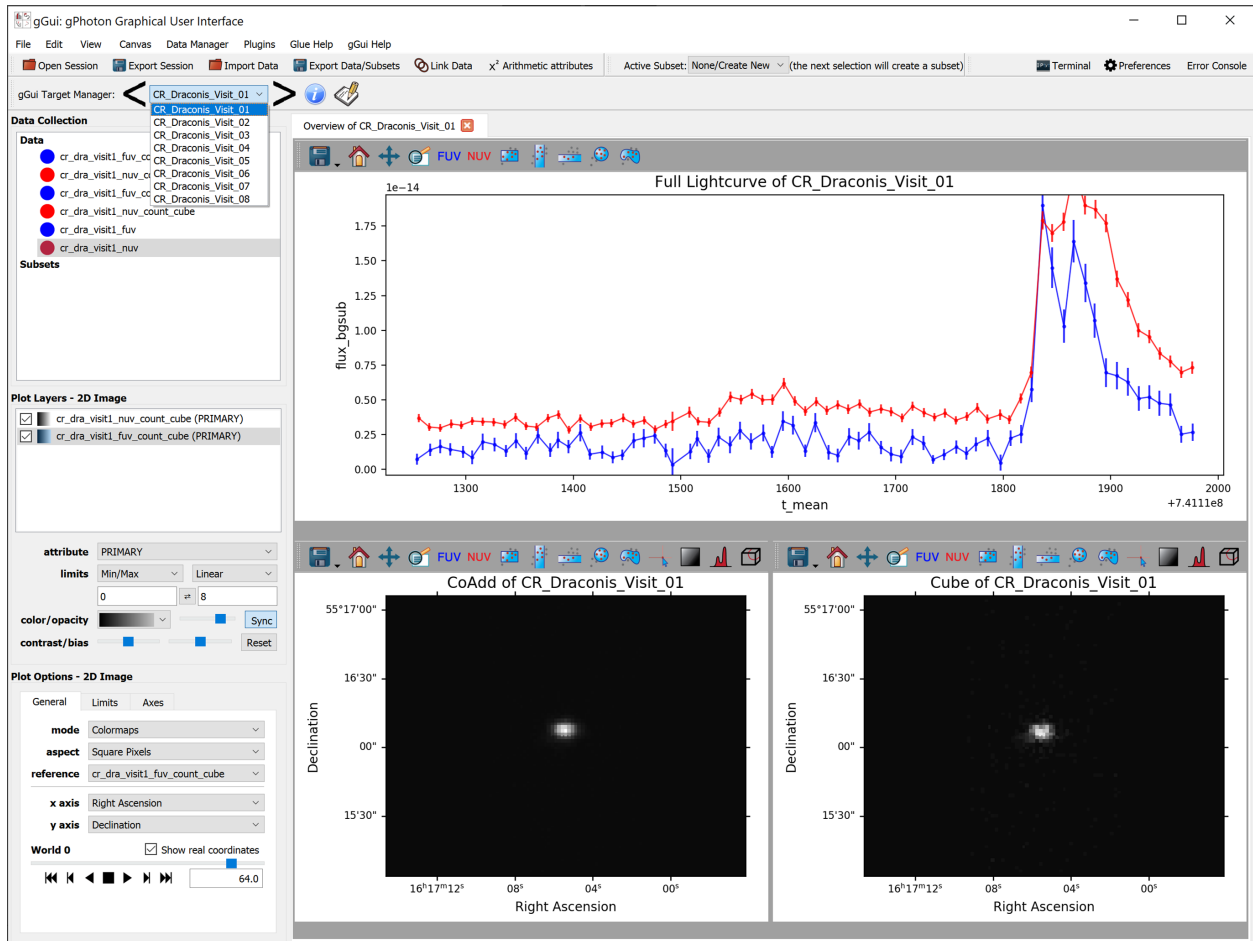 gGui: gPhoton Graphical User Interface
File Edit View Canvas Data Manager Plugins Glue Help gGui Help
Open Session Export Session Import Data Export Data/Subsets Link Data x² Arithmetic attributes Active Subset: None/Create New (the next selection will create a subset) Terminal Preferences Error Console
gGui Target Manager: < CR_Draconis_Visit_01 >
CR_Draconis_Visit_01
CR_Draconis_Visit_02
CR_Draconis_Visit_03
CR_Draconis_Visit_04
CR_Draconis_Visit_05
CR_Draconis_Visit_06
CR_Draconis_Visit_07
CR_Draconis_Visit_08
Data Collection
Data
cr_dra_visit1_fuv_co
cr_dra_visit1_nuv_co
cr_dra_visit1_fuv_co
cr_dra_visit1_nuv_count_cube
cr_dra_visit1_fuv
cr_dra_visit1_nuv
Subsets
Plot Layers - 2D Image
cr_dra_visit1_nuv_count_cube (PRIMARY)
cr_dra_visit1_fuv_count_cube (PRIMARY)
attribute PRIMARY
limits Min/Max Linear
0 ⇌ 8
color/opacity Sync
contrast/bias Reset
Plot Options - 2D Image
General Limits Axes
mode Colormaps
aspect Square Pixels
reference cr_dra_visit1_fuv_count_cube
x axis Right Ascension
y axis Declination
World 0 Show real coordinates
64.0
Overview of CR_Draconis_Visit_01
FUV NUV
Full Lightcurve of CR_Draconis_Visit_01
1e−14
1.75
1.50
1.25
1.00
0.75
0.50
0.25
0.00
flux_bgsub
1300 1400 1500 1600 1700 1800 1900 2000
t_mean
+7.4111e8
FUV NUV
CoAdd of CR_Draconis_Visit_01
55°17'00"
16'30"
00"
15'30"
Declination
16ʰ17ᵐ12ˢ 08ˢ 04ˢ 00ˢ
Right Ascension
FUV NUV
Cube of CR_Draconis_Visit_01
55°17'00"
16'30"
00"
15'30"
Declination
16ʰ17ᵐ12ˢ 08ˢ 04ˢ 00ˢ
Right Ascension